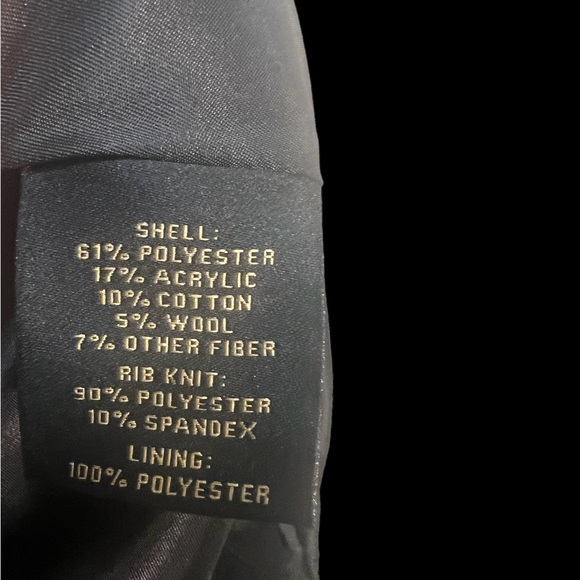 SHELL:
61% POLYESTER
17% ACRYLIC
10% COTTON
5% WOOL
7% OTHER FIBER
RIB KNIT:
90% POLYESTER
10% SPANDEX
LINING:
100% POLYESTER